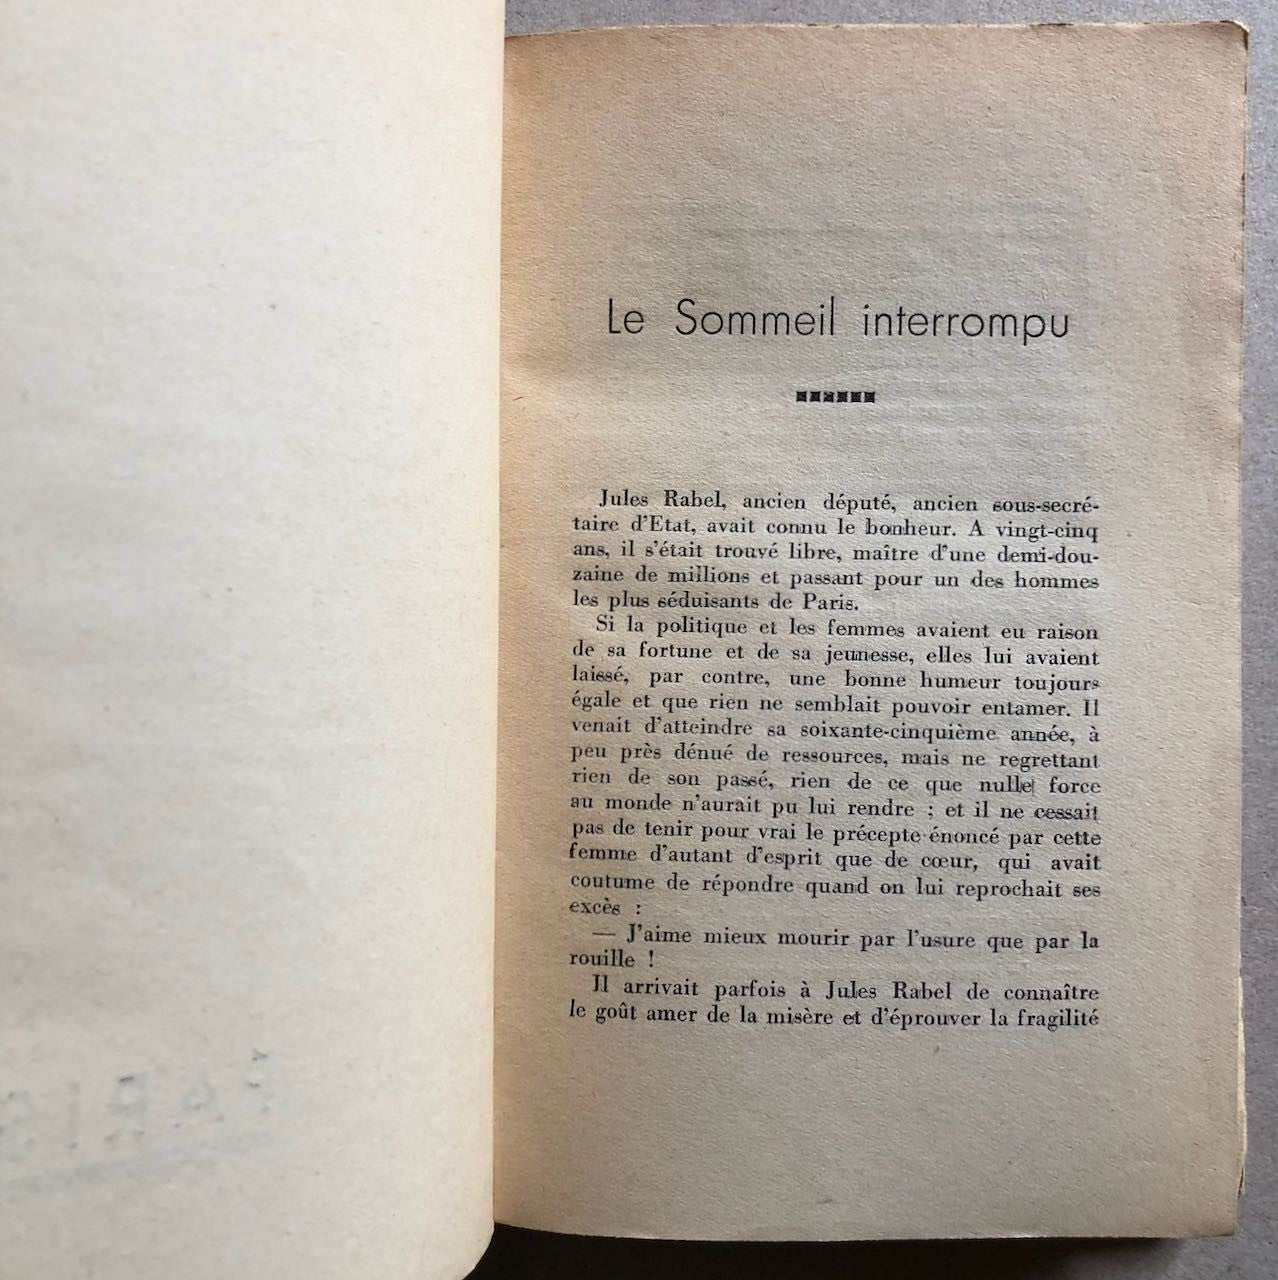 Le Sommeil interrompu
Jules Rabel, ancien député, ancien sous-secré-
taire d'Etat, avait connu le bonheur. A vingt-cinq
ans, il s'était trouvé libre, maître d'une demi-dou-
zaine de millions et passant pour un des hommes
les plus séduisants de Paris.
Si la politique et les femmes avaient eu raison
de sa fortune et de sa jeunesse, elles lui avaient
laissé, par contre, une bonne humeur toujours
égale et que rien ne semblait pouvoir entamer. Il
venait d'atteindre sa soixante-cinquième année, à
peu près dénué de ressources, mais ne regrettant
rien de son passé, rien de ce que nulle force
au monde n'aurait pu lui rendre ; et il ne cessait
pas de tenir pour vrai le précepte énoncé par cette
femme d'autant d'esprit que de cœur, qui avait
coutume de répondre quand on lui reprochait ses
excès :
— J'aime mieux mourir par l'usure que par la
rouille !
Il arrivait parfois à Jules Rabel de connaître
le goût amer de la misère et d'éprouver la fragilité
PARIS